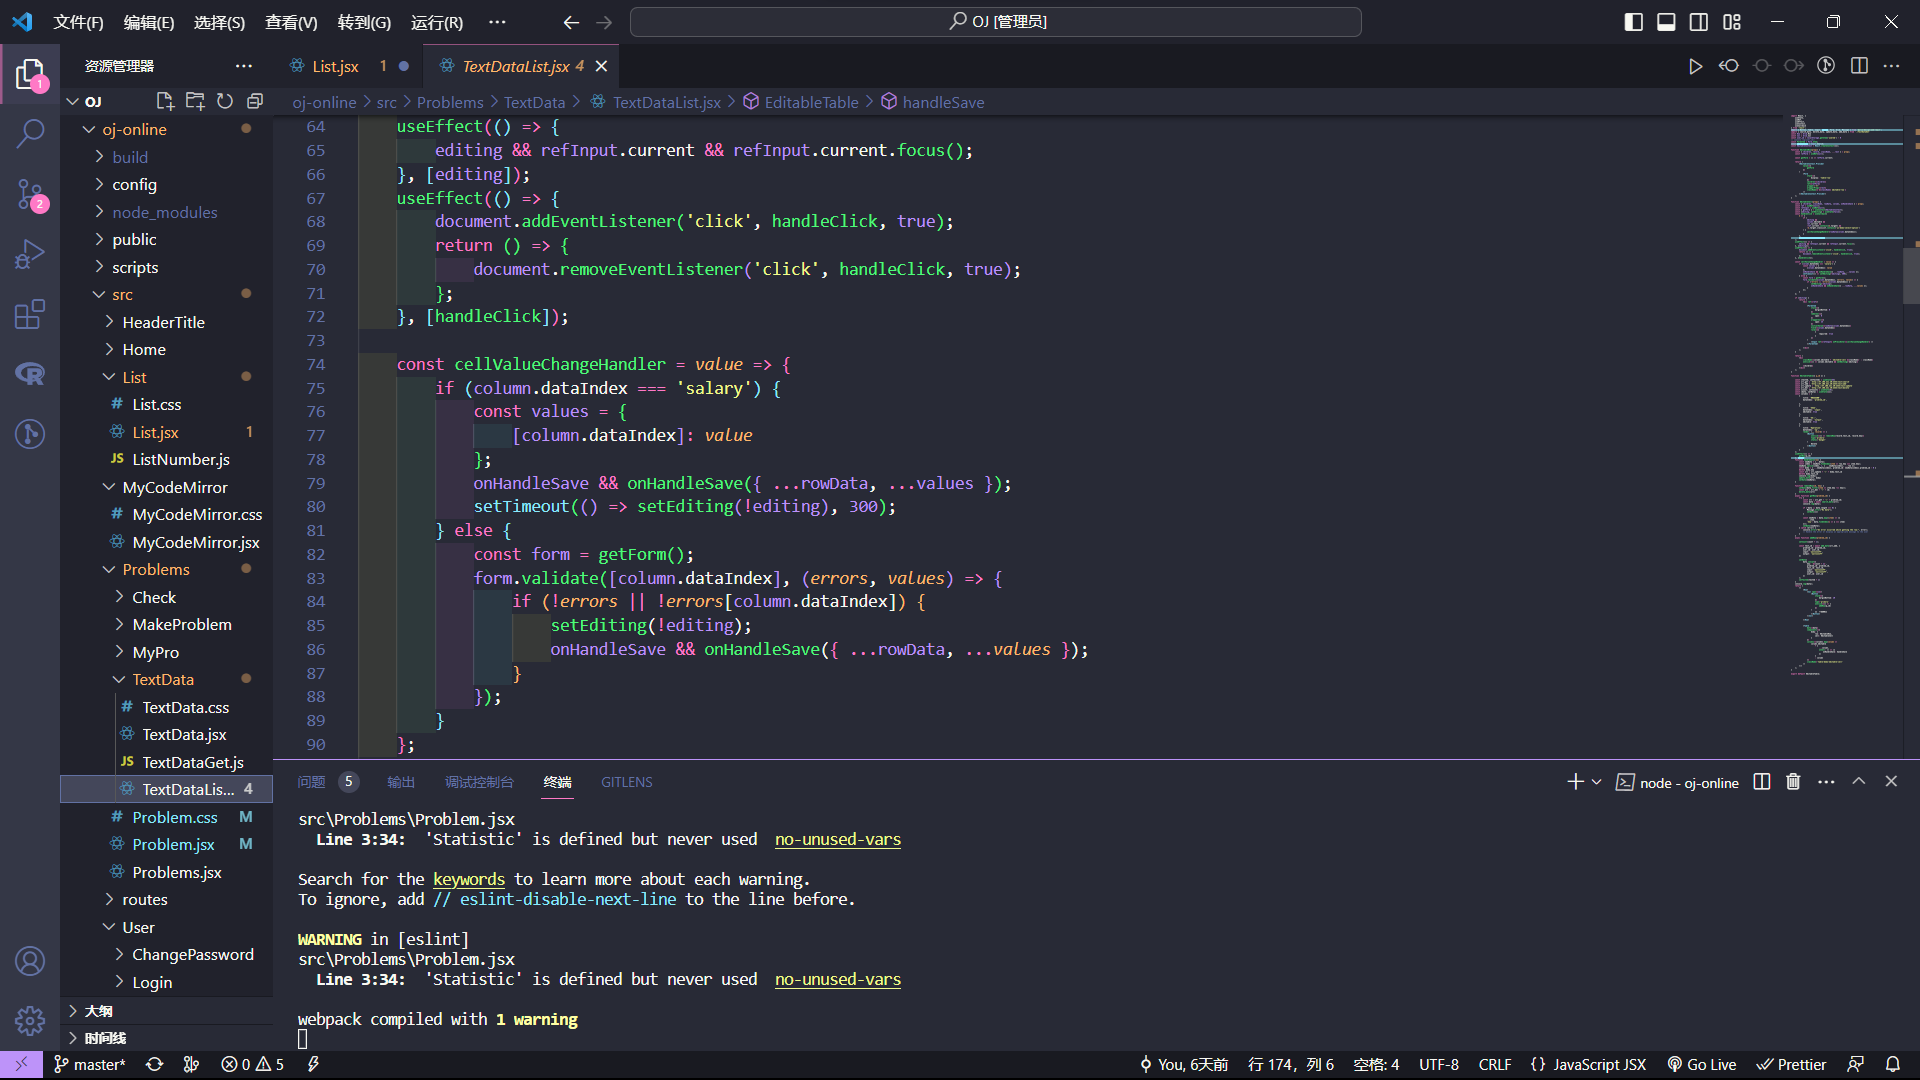 文件(F) 编辑(E) 选择(S) 查看(V) 转到(G) 运行(R) ··· OJ [管理员]
资源管理器 ···
List.jsx 1
TextDataList.jsx 4
oj-online > src > Problems > TextData > TextDataList.jsx > EditableTable > handleSave
1
2
OJ
oj-online
build
config
node_modules
public
scripts
src
HeaderTitle
Home
List
# List.css
List.jsx 1
JS ListNumber.js
MyCodeMirror
# MyCodeMirror.css
MyCodeMirror.jsx
Problems
Check
MakeProblem
MyPro
TextData
# TextData.css
TextData.jsx
JS TextDataGet.js
TextDataLis... 4
# Problem.css M
Problem.jsx M
Problems.jsx
routes
User
ChangePassword
Login
大纲
时间线
64 useEffect(() => {
65 editing && refInput.current && refInput.current.focus();
66 }, [editing]);
67 useEffect(() => {
68 document.addEventListener('click', handleClick, true);
69 return () => {
70 document.removeEventListener('click', handleClick, true);
71 };
72 }, [handleClick]);
73
74 const cellValueChangeHandler = value => {
75 if (column.dataIndex === 'salary') {
76 const values = {
77 [column.dataIndex]: value
78 };
79 onHandleSave && onHandleSave({ ...rowData, ...values });
80 setTimeout(() => setEditing(!editing), 300);
81 } else {
82 const form = getForm();
83 form.validate([column.dataIndex], (errors, values) => {
84 if (!errors || !errors[column.dataIndex]) {
85 setEditing(!editing);
86 onHandleSave && onHandleSave({ ...rowData, ...values });
87 }
88 });
89 }
90 };
问题 5 输出 调试控制台 终端 GITLENS
node - oj-online
src\Problems\Problem.jsx
Line 3:34: 'Statistic' is defined but never used no-unused-vars
Search for the keywords to learn more about each warning.
To ignore, add // eslint-disable-next-line to the line before.
WARNING in [eslint]
src\Problems\Problem.jsx
Line 3:34: 'Statistic' is defined but never used no-unused-vars
webpack compiled with 1 warning
master* 0 5 You, 6天前 行 174，列 6 空格: 4 UTF-8 CRLF {} JavaScript JSX Go Live Prettier